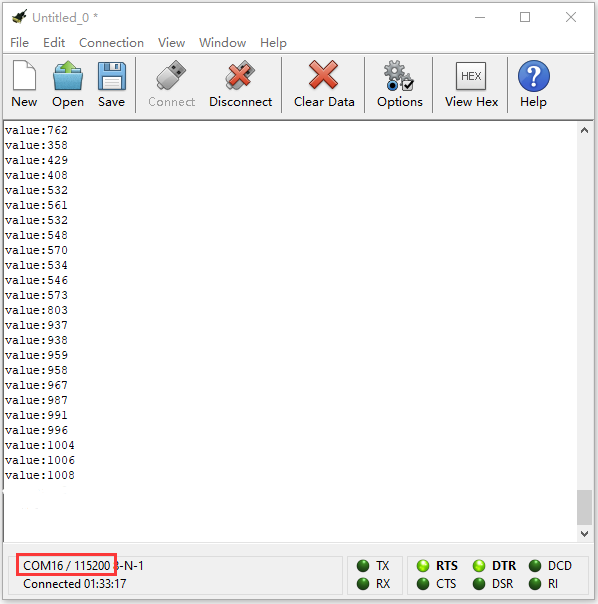 Untitled_0 *
File Edit Connection View Window Help
New Open Save Connect Disconnect Clear Data Options HEX View Hex ? Help
value:762
value:358
value:429
value:408
value:532
value:561
value:532
value:548
value:570
value:534
value:546
value:573
value:803
value:937
value:938
value:959
value:958
value:967
value:987
value:991
value:996
value:1004
value:1006
value:1008
COM16 / 115200 8-N-1
Connected 01:33:17
TX RTS DTR DCD
RX CTS DSR RI